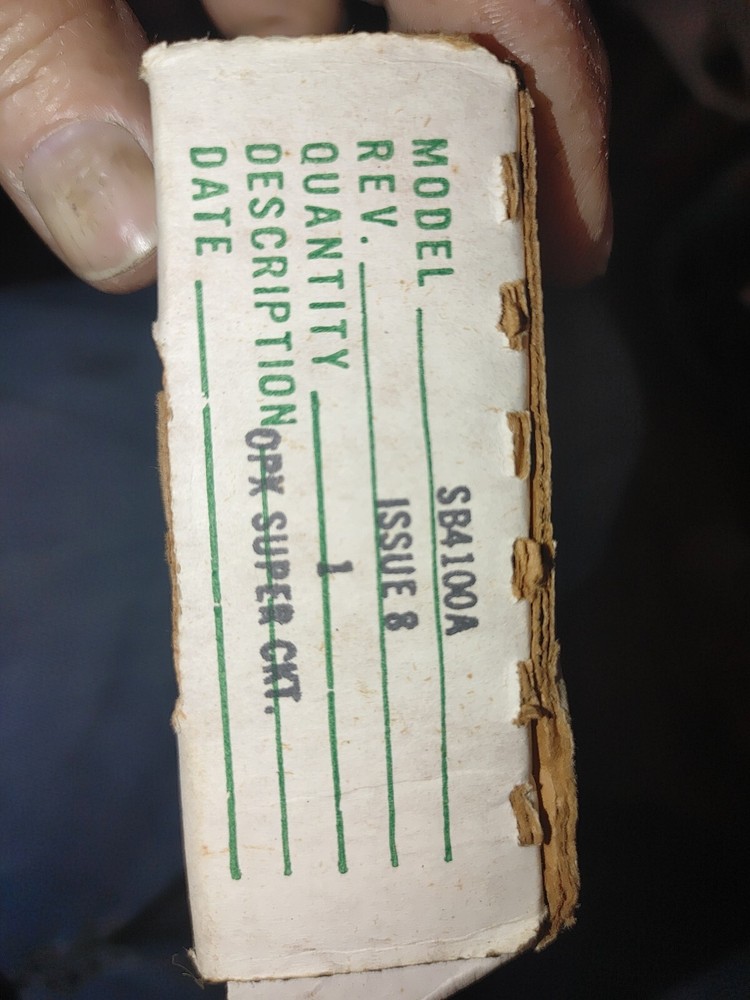 MODEL SB4100A
REV. ISSUE 8
QUANTITY 1
DESCRIPTION OPX SUPER CKT.
DATE